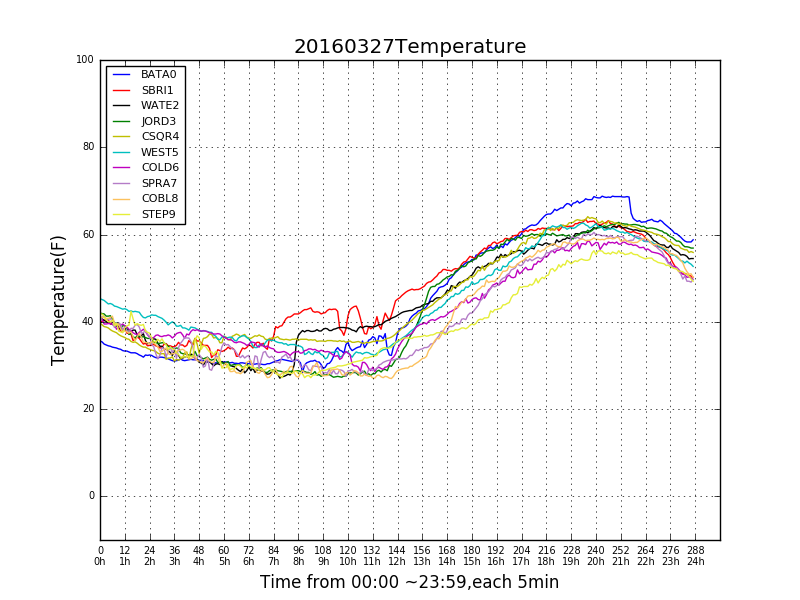 20160327Temperature
100
80
60
40
20
0
Temperature(F)
BATA0
SBRI1
WATE2
JORD3
CSQR4
WEST5
COLD6
SPRA7
COBL8
STEP9
0 12 24 36 48 60 72 84 96 108 120 132 144 156 168 180 192 204 216 228 240 252 264 276 288
0h 1h 2h 3h 4h 5h 6h 7h 8h 9h 10h 11h 12h 13h 14h 15h 16h 17h 18h 19h 20h 21h 22h 23h 24h
Time from 00:00 ~23:59,each 5min